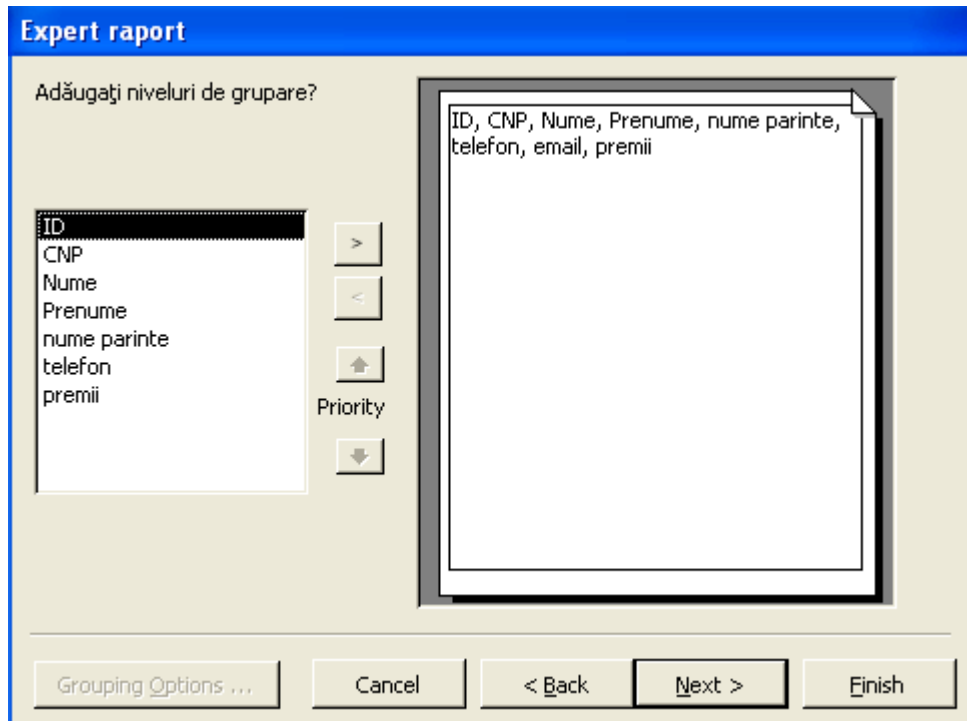 Expert raport
Adăugaţi niveluri de grupare?
ID, CNP, Nume, Prenume, nume parinte,
telefon, email, premii
ID
CNP
Nume
Prenume
nume parinte
telefon
premii
>
<
Priority
Grouping Options ...
Cancel
< Back
Next >
Finish